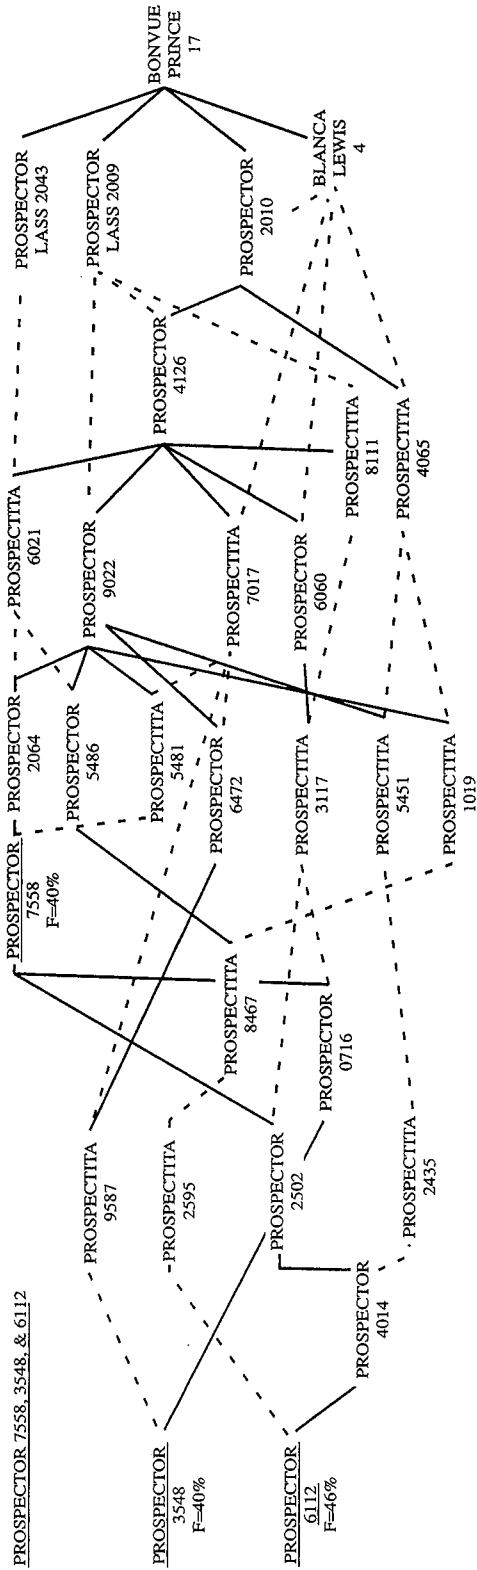 PROSPECTOR 7558, 3548, & 6112
PROSPECTOR
3548
F=40%
PROSPECTOR
6112
F=46%
PROSPECTITA
9587
PROSPECTITA
2595
PROSPECTOR
2502
PROSPECTOR
4014
PROSPECTITA
2435
PROSPECTOR
7558
F=40%
PROSPECTITA
8467
PROSPECTOR
0716
PROSPECTOR
2064
PROSPECTOR
5486
PROSPECTITA
5481
PROSPECTOR
6472
PROSPECTITA
3117
PROSPECTITA
5451
PROSPECTITA
1019
PROSPECTITA
6021
PROSPECTOR
9022
PROSPECTITA
7017
PROSPECTOR
6060
PROSPECTITA
8111
PROSPECTITA
4065
PROSPECTOR
4126
PROSPECTOR
LASS 2043
PROSPECTOR
LASS 2009
PROSPECTOR
2010
BLANCA
LEWIS
4
BONVUE
PRINCE
17